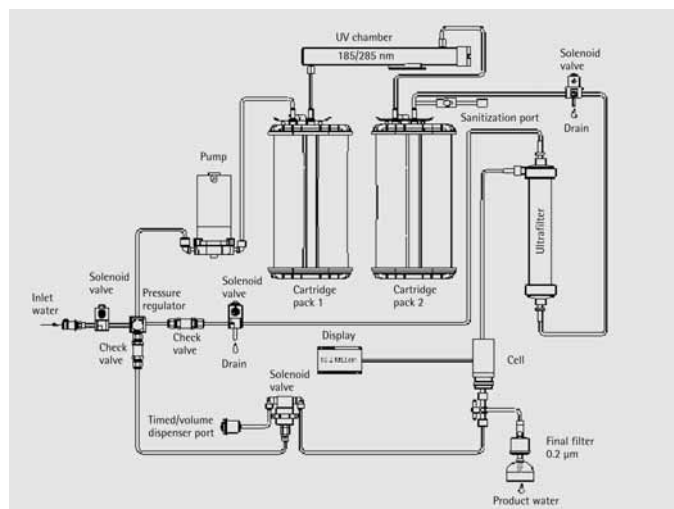 UV chamber
185/285 nm
Solenoid
valve
Sanitization port
Drain
Pump
Ultrafilter
Cartridge
pack 1
Cartridge
pack 2
Solenoid
valve
Inlet
water
Pressure
regulator
Solenoid
valve
Check
valve
Check
valve
Drain
Display
Cell
Solenoid
valve
Timed/volume
dispenser port
Final filter
0.2 µm
Product water